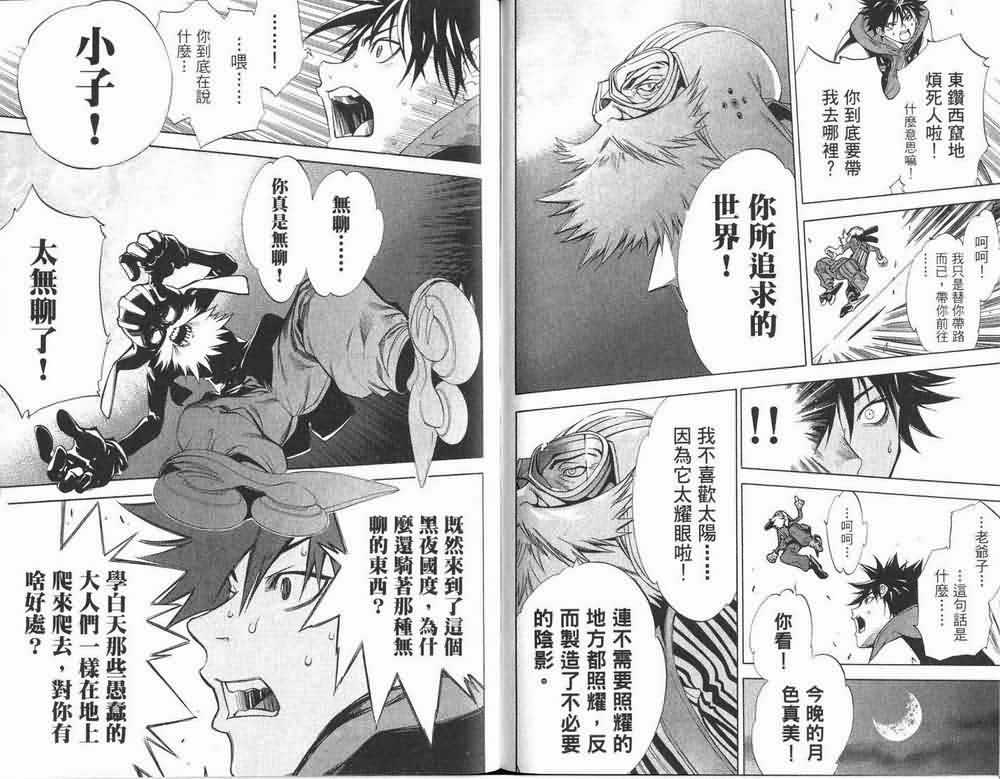 東鑽西竄地
煩死人啦！
什麼意思嘛！
你到底要帶
我去哪裡？
呵呵！
我只是替你帶路
而已，帶你前往
……
你所追求的
世界！
!!
…老爺子…
…這句話是
什麼……
…呵呵…
你看！
今晚的月
色真美！
我不喜歡太陽……
因為它太耀眼啦！
連不需要照耀的
地方都照耀，反
而製造了不必要
的陰影。
……！
喂……
你到底在說
什麼…
小子！
無聊……
你真是無聊！
太無聊了！
既然來到了這個
黑夜國度，為什
麼還騎著那種無
聊的東西？
學白天那些愚蠢的
大人們一樣在地上
爬來爬去，對你有
啥好處？